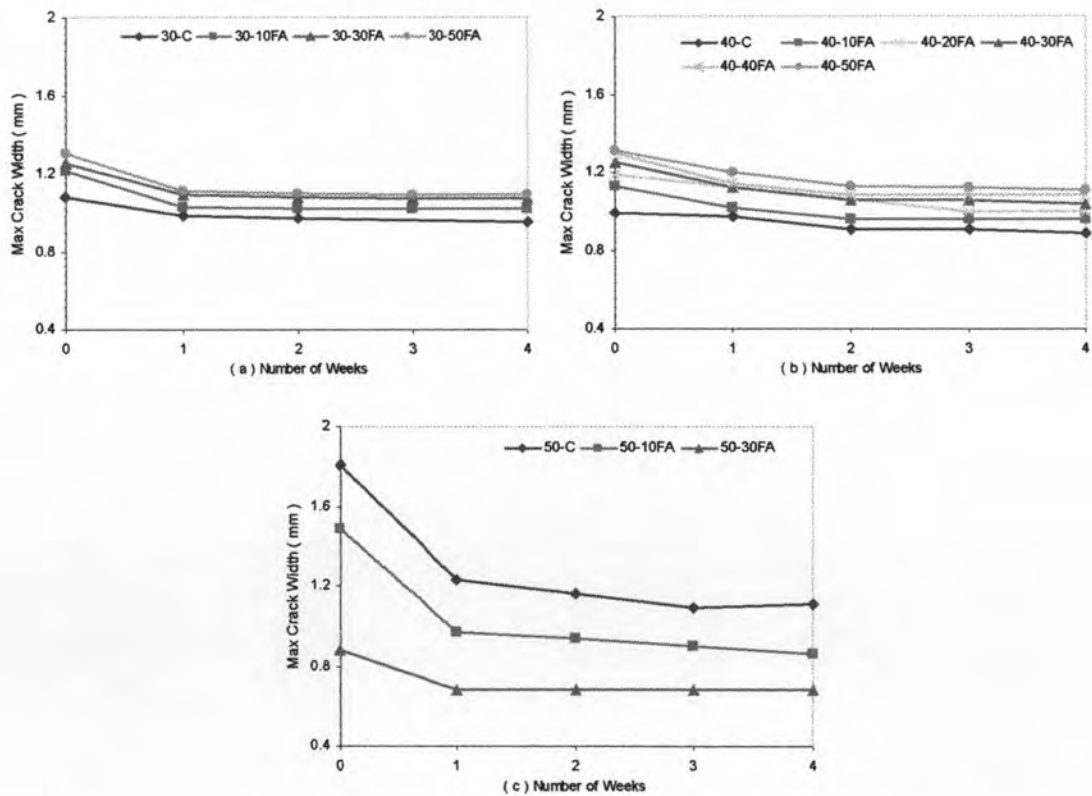 2
30-C 30-10FA 30-30FA 30-50FA
1.6
1.2
0.8
0.4
Max Crack Width ( mm )
0 1 2 3 4
( a ) Number of Weeks
2
40-C 40-10FA 40-20FA 40-30FA
40-40FA 40-50FA
1.6
1.2
0.8
0.4
Max Crack Width ( mm )
0 1 2 3 4
( b ) Number of Weeks
2
50-C 50-10FA 50-30FA
1.6
1.2
0.8
0.4
Max Crack Width ( mm )
0 1 2 3 4
( c ) Number of Weeks